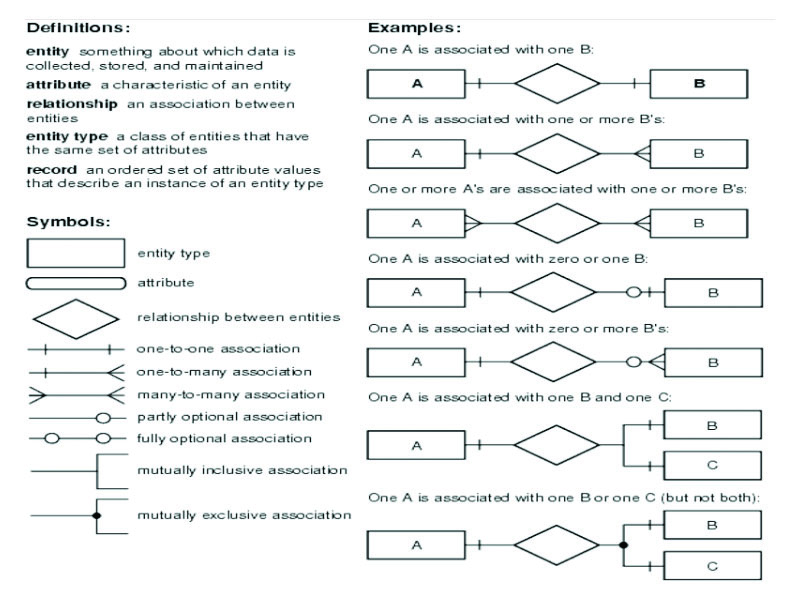 Definitions:
entity something about which data is
collected, stored, and maintained
attribute a characteristic of an entity
relationship an association between
entities
entity type a class of entities that have
the same set of attributes
record an ordered set of attribute values
that describe an instance of an entity type
Symbols:
entity type
attribute
relationship between entities
one-to-one association
one-to-many association
many-to-many association
partly optional association
fully optional association
mutually inclusive association
mutually exclusive association
Examples:
One A is associated with one B:
A B
One A is associated with one or more B's:
A B
One or more A's are associated with one or more B's:
A B
One A is associated with zero or one B:
A B
One A is associated with zero or more B's:
A B
One A is associated with one B and one C:
B
A
C
One A is associated with one B or one C (but not both):
B
A
C